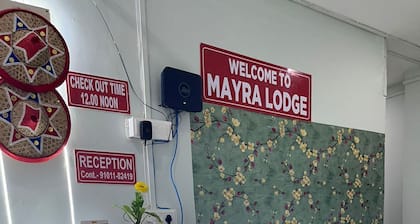 WELCOME TO
MAYRA LODGE
CHECK OUT TIME
12.00 NOON
RECEPTION
Cont.- 91011-82419